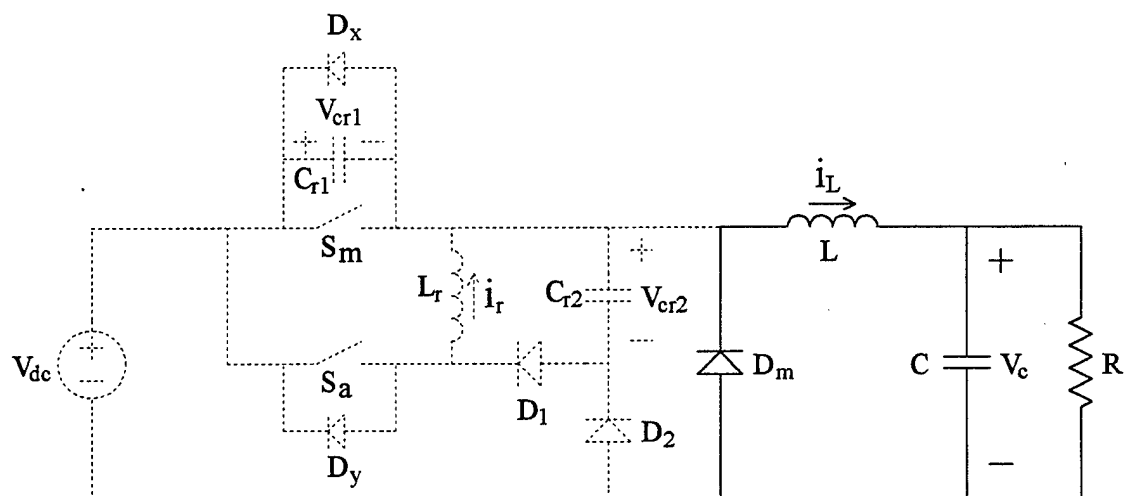 Dx
Vcr1
+ −
Cr1
Sm
iL
L
Lr
ir
Cr2
+
Vcr2
−
+
Vdc
+
−
Sa
D1
D2
Dm
C
Vc
R
Dy
−